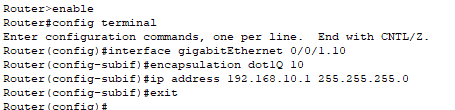 Router>enable
Router#config terminal
Enter configuration commands, one per line.  End with CNTL/Z.
Router(config)#interface gigabitEthernet 0/0/1.10
Router(config-subif)#encapsulation dot1Q 10
Router(config-subif)#ip address 192.168.10.1 255.255.255.0
Router(config-subif)#exit
Router(config)#